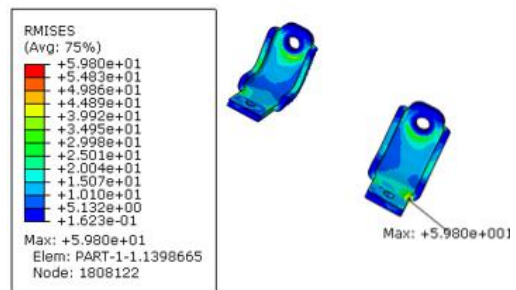 RMISES
(Avg: 75%)
+5.980e+01
+5.483e+01
+4.986e+01
+4.489e+01
+3.992e+01
+3.495e+01
+2.998e+01
+2.501e+01
+2.004e+01
+1.507e+01
+1.010e+01
+5.132e+00
+1.623e-01
Max: +5.980e+01
Elem: PART-1-1.1398665
Node: 1808122
Max: +5.980e+001